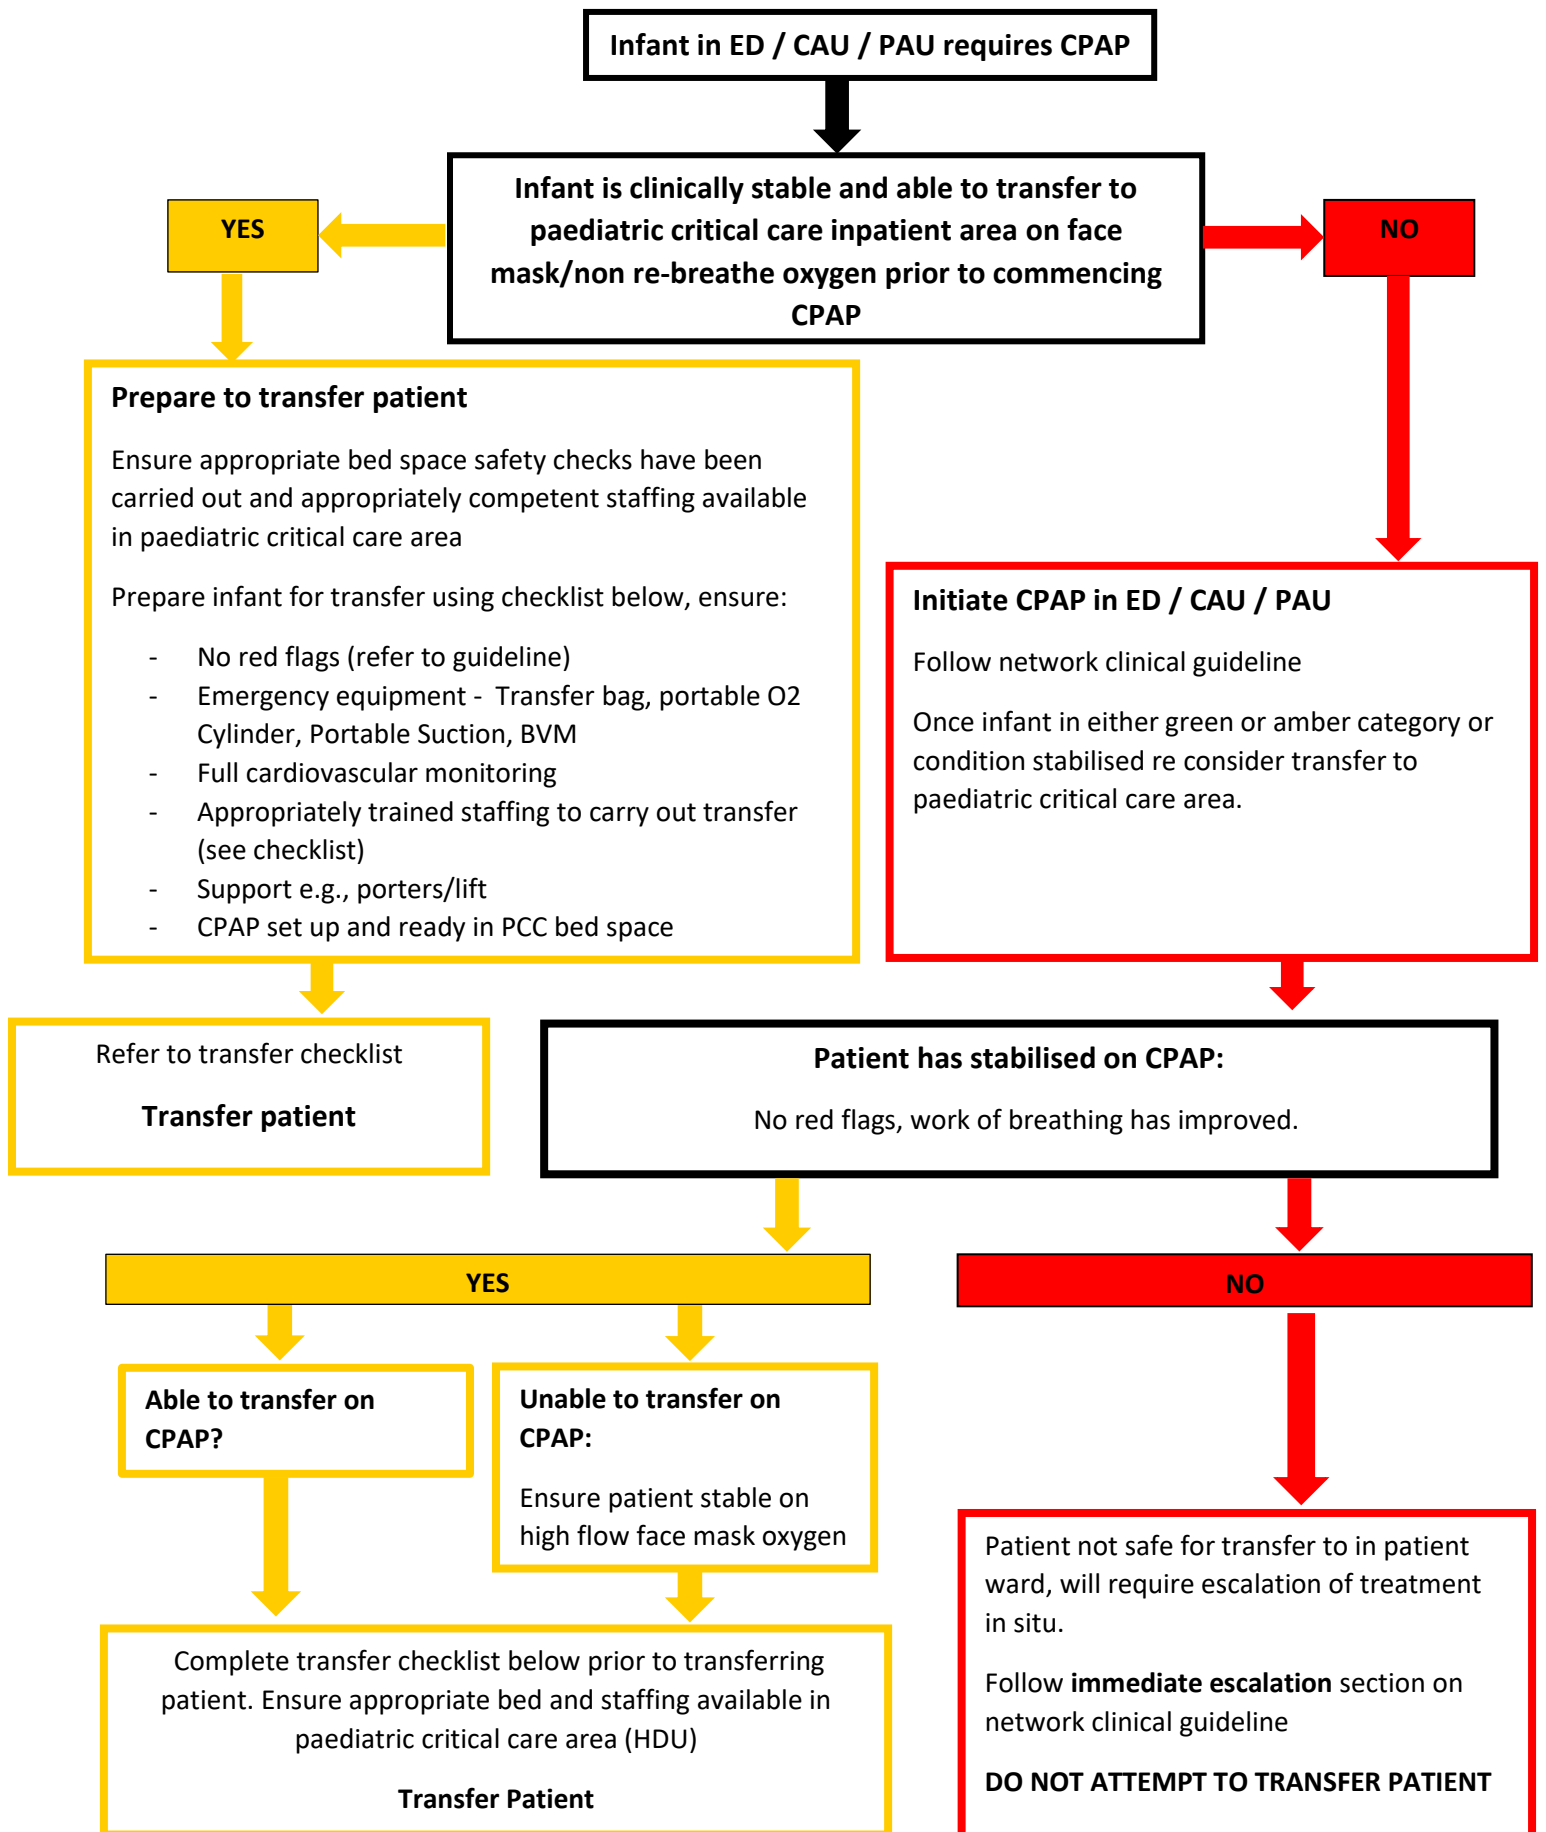 Infant in ED / CAU / PAU requires CPAP
Infant is clinically stable and able to transfer to
paediatric critical care inpatient area on face
mask/non re-breathe oxygen prior to commencing
CPAP
YES
NO
Prepare to transfer patient
Ensure appropriate bed space safety checks have been
carried out and appropriately competent staffing available
in paediatric critical care area
Prepare infant for transfer using checklist below, ensure:
- No red flags (refer to guideline)
- Emergency equipment - Transfer bag, portable O2
Cylinder, Portable Suction, BVM
- Full cardiovascular monitoring
- Appropriately trained staffing to carry out transfer
(see checklist)
- Support e.g., porters/lift
- CPAP set up and ready in PCC bed space
Initiate CPAP in ED / CAU / PAU
Follow network clinical guideline
Once infant in either green or amber category or
condition stabilised re consider transfer to
paediatric critical care area.
Refer to transfer checklist
Transfer patient
Patient has stabilised on CPAP:
No red flags, work of breathing has improved.
YES
NO
Able to transfer on
CPAP?
Unable to transfer on
CPAP:
Ensure patient stable on
high flow face mask oxygen
Complete transfer checklist below prior to transferring
patient. Ensure appropriate bed and staffing available in
paediatric critical care area (HDU)
Transfer Patient
Patient not safe for transfer to in patient
ward, will require escalation of treatment
in situ.
Follow immediate escalation section on
network clinical guideline
DO NOT ATTEMPT TO TRANSFER PATIENT